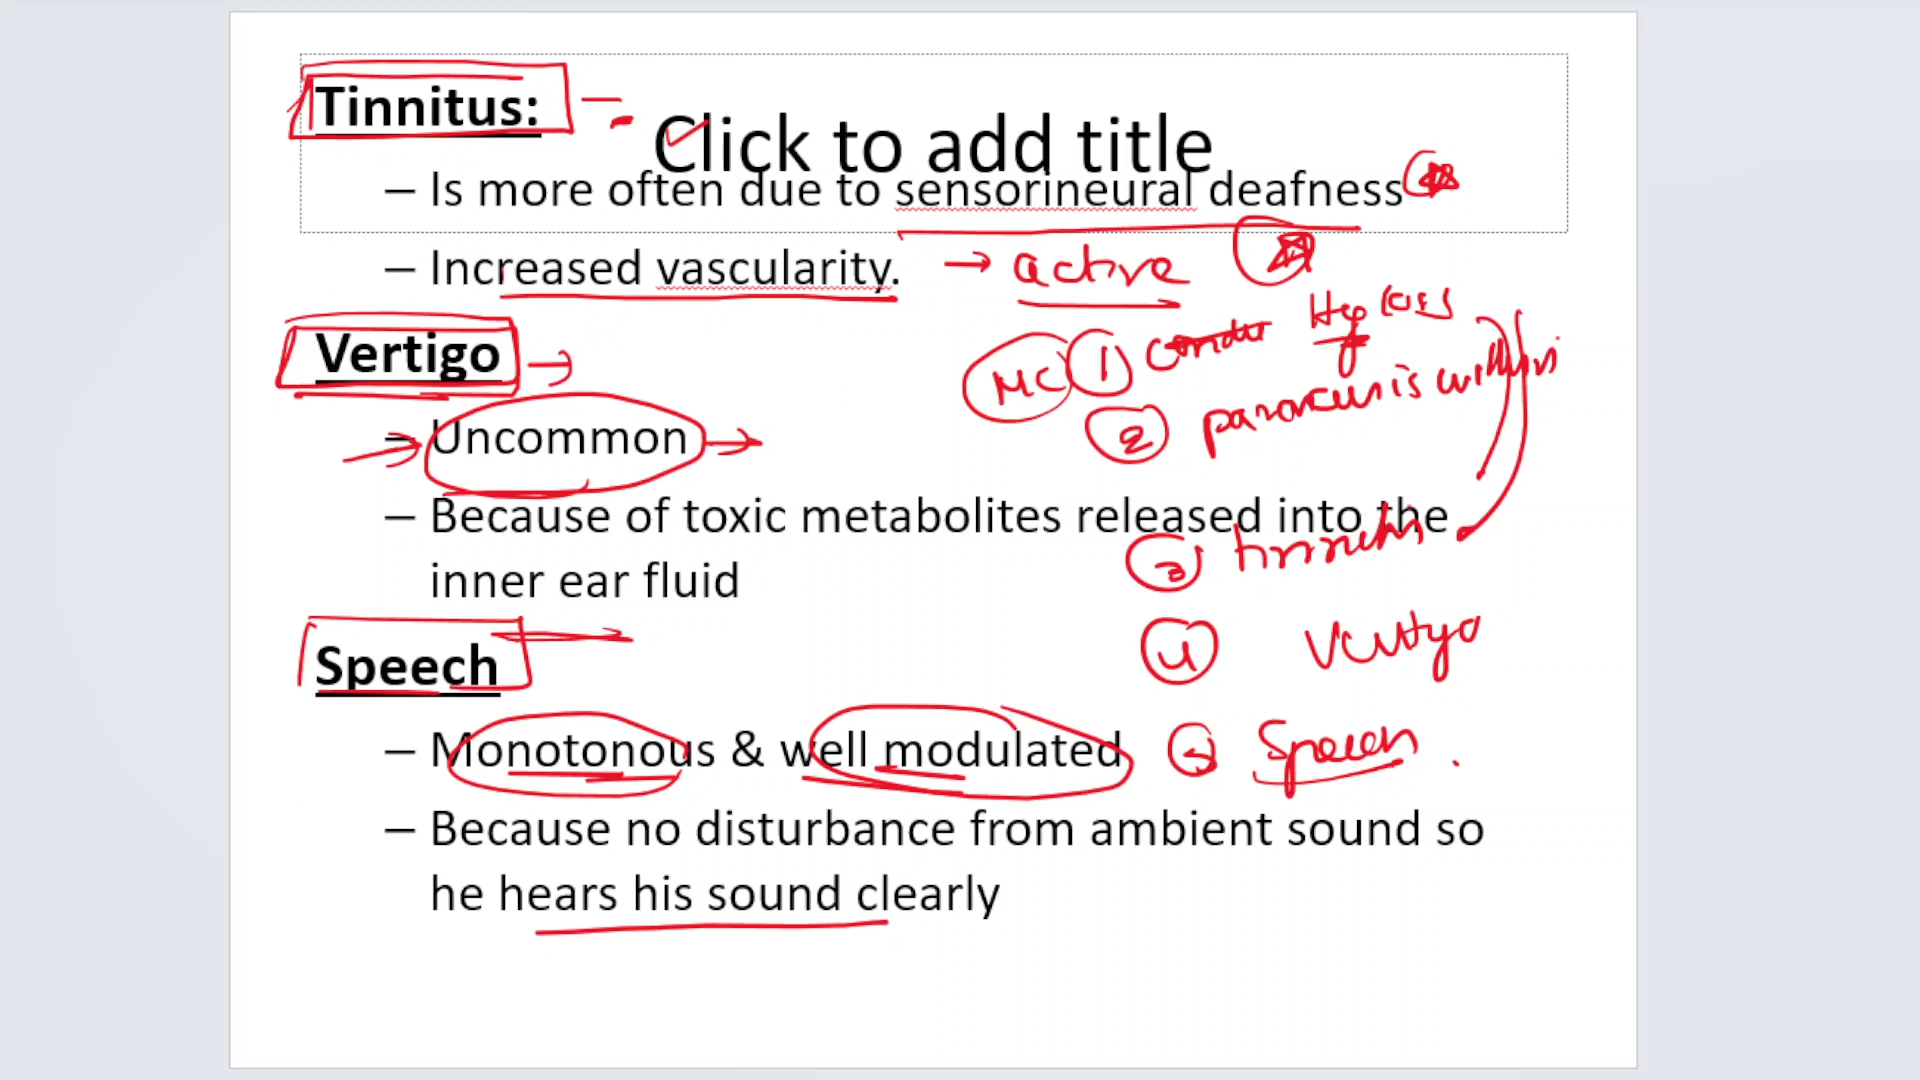 Tinnitus:
Click to add title
– Is more often due to sensorineural deafness
– Increased vascularity. → active
Vertigo
MC 1 Hg loss
– Uncommon
2 paracusis willisi
– Because of toxic metabolites released into the
inner ear fluid
3 tinnitus
Speech
4 Vertigo
– Monotonous & well modulated
5 Speech .
– Because no disturbance from ambient sound so
he hears his sound clearly